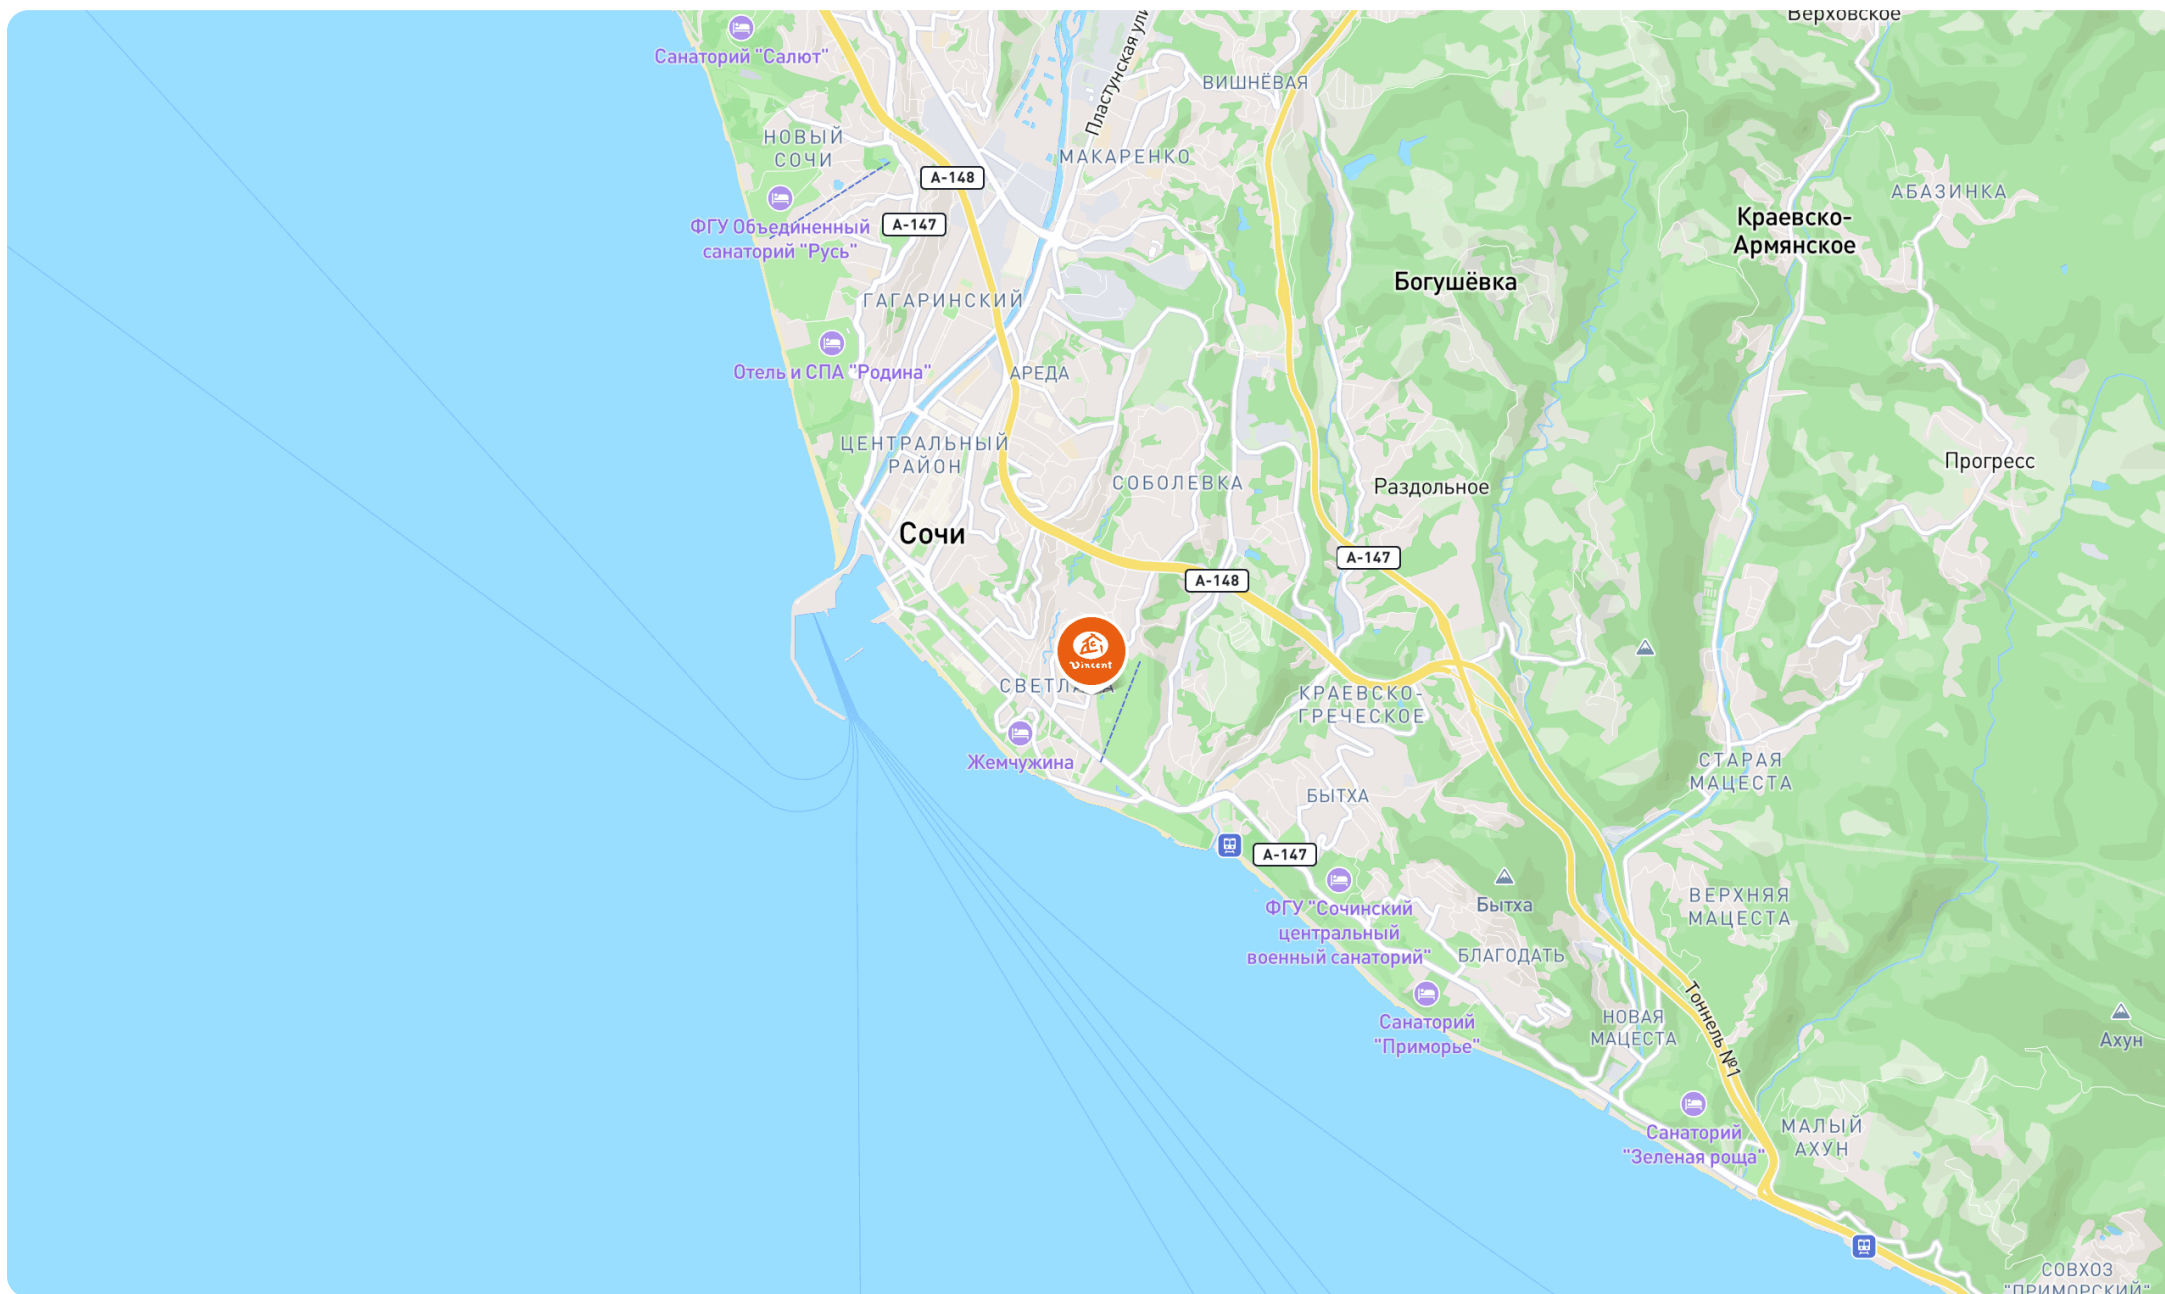 Верховское
Санаторий "Салют"
Пластунская ули
ВИШНЁВАЯ
НОВЫЙ
СОЧИ
МАКАРЕНКО
А-148
АБАЗИНКА
ФГУ Объединенный
санаторий "Русь"
А-147
Краевско-
Армянское
Богушёвка
ГАГАРИНСКИЙ
Отель и СПА "Родина"
АРЕДА
ЦЕНТРАЛЬНЫЙ
РАЙОН
СОБОЛЕВКА
Раздольное
Прогресс
Сочи
А-147
А-148
Vincent
СВЕТЛАНА
КРАЕВСКО-
ГРЕЧЕСКОЕ
Жемчужина
СТАРАЯ
МАЦЕСТА
БЫТХА
А-147
ФГУ "Сочинский
центральный
военный санаторий"
Бытха
ВЕРХНЯЯ
МАЦЕСТА
БЛАГОДАТЬ
Санаторий
"Приморье"
НОВАЯ
МАЦЕСТА
Тоннель №1
Ахун
Санаторий
"Зеленая роща"
МАЛЫЙ
АХУН
СОВХОЗ
"ПРИМОРСКИЙ"